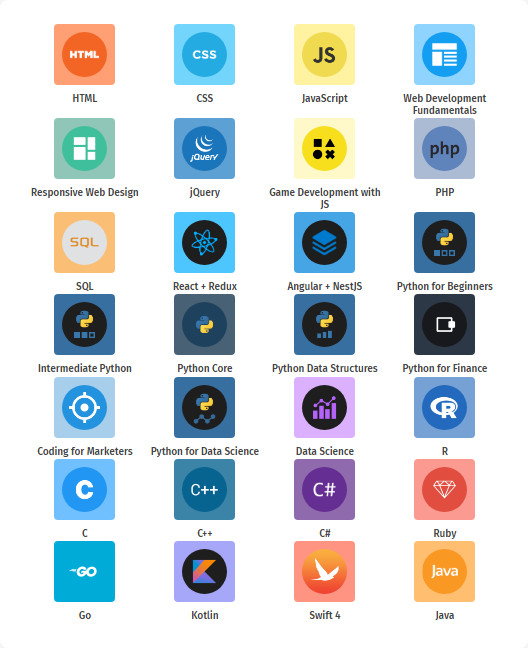 HTML
CSS
JS
HTML
CSS
JavaScript
Web Development
Fundamentals
jQuery
php
Responsive Web Design
jQuery
Game Development with
JS
PHP
SQL
SQL
React + Redux
Angular + NestJS
Python for Beginners
Intermediate Python
Python Core
Python Data Structures
Python for Finance
R
Coding for Marketers
Python for Data Science
Data Science
R
C
C++
C#
C
C++
C#
Ruby
GO
Java
Go
Kotlin
Swift 4
Java